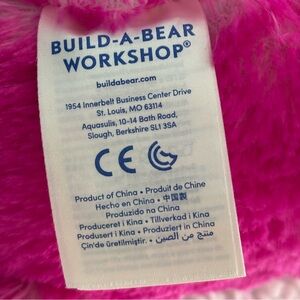 BUILD-A-BEAR
WORKSHOP®
buildabear.com
1954 Innerbelt Business Center Drive
St. Louis, MO 63114
Aquasulis, 10-14 Bath Road,
Slough, Berkshire SL1 3SA
CE
Product of China • Produit de Chine
Hecho en China • 中国製
Produzido na China
Produceret i Kina • Tillverkad i Kina
Produsert i Kina • Produkt aus China
Çin'de üretilmiştir. • منتج من الصين